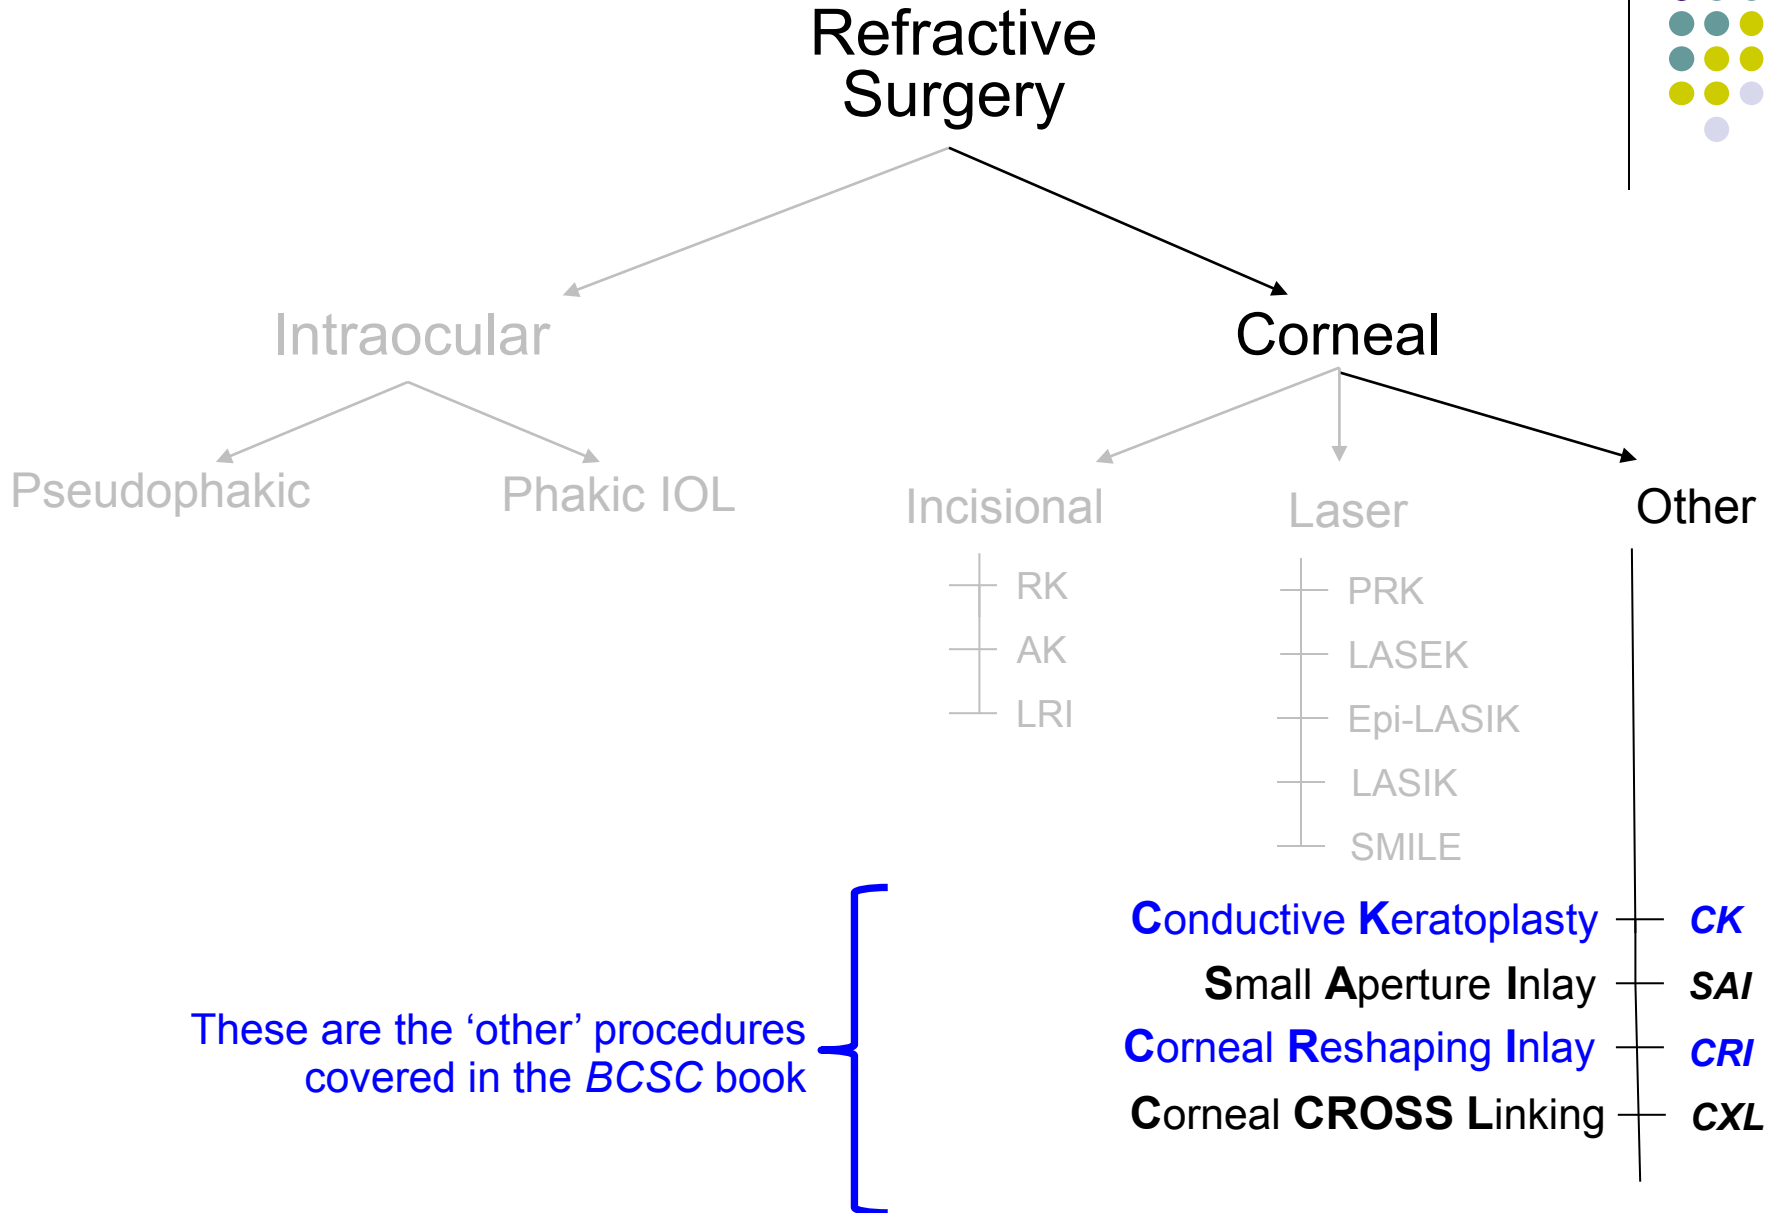 Refractive
Surgery
Intraocular
Corneal
Pseudophakic
Phakic IOL
Incisional
Laser
Other
RK
AK
LRI
PRK
LASEK
Epi-LASIK
LASIK
SMILE
Conductive Keratoplasty CK
Small Aperture Inlay SAI
Corneal Reshaping Inlay CRI
Corneal CROSS Linking CXL
These are the ‘other’ procedures
covered in the BCSC book